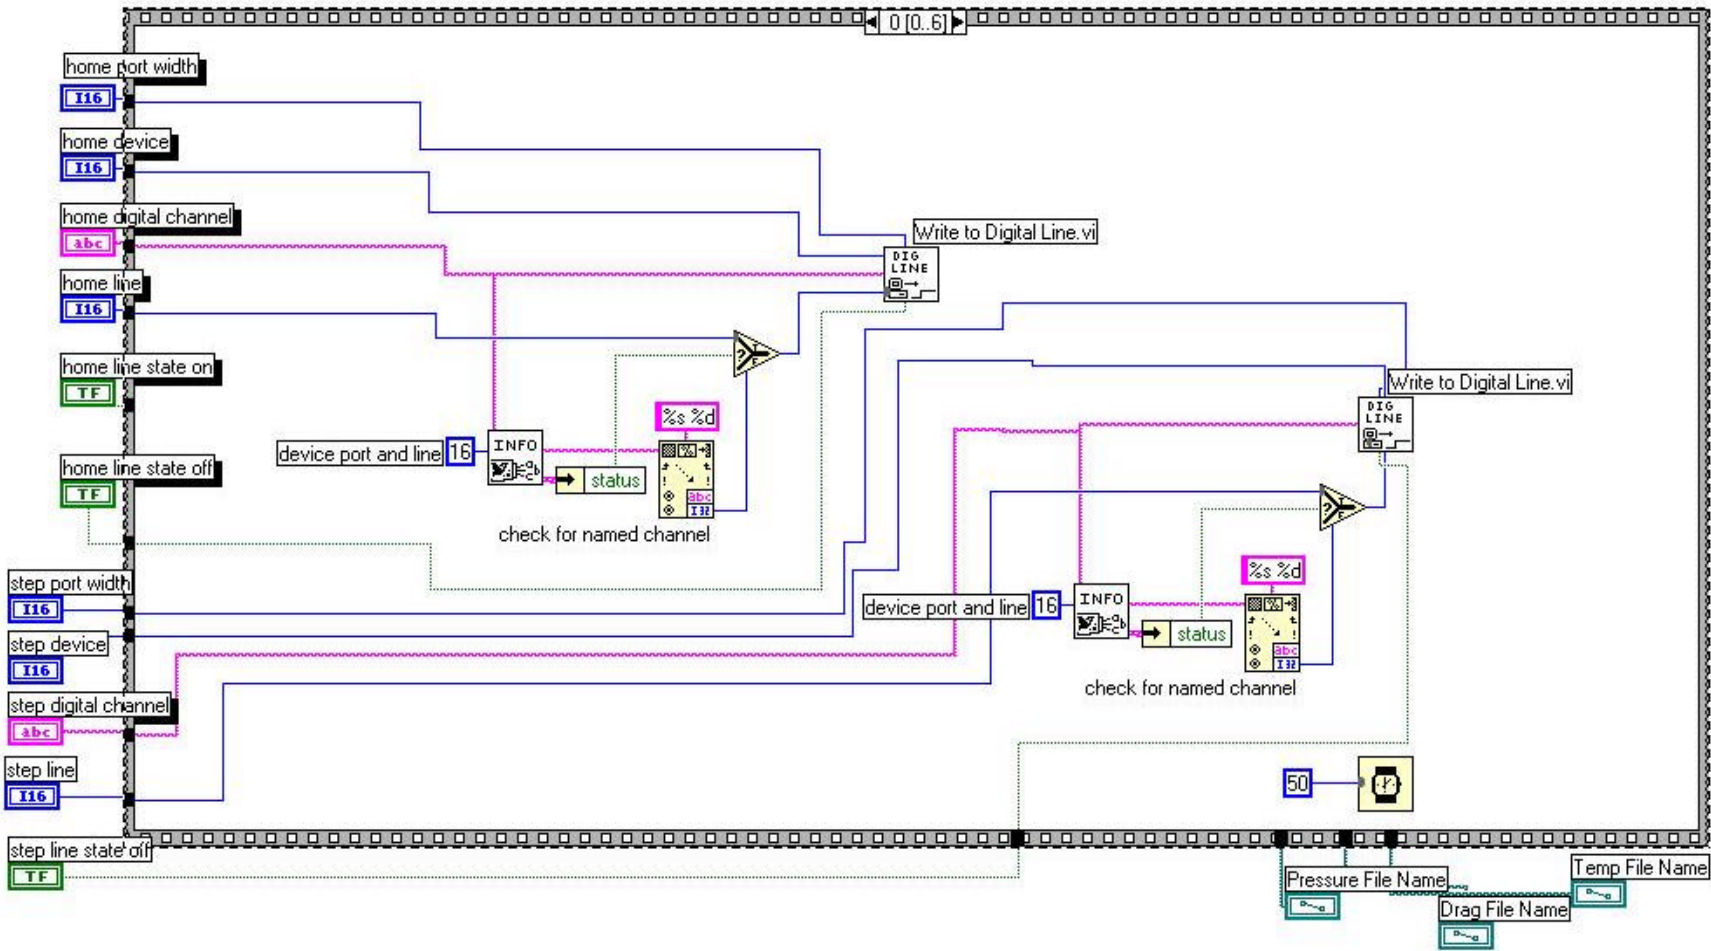 0 [0..6]
home port width
I16
home device
I16
home digital channel
abc
home line
I16
home line state on
TF
home line state off
TF
step port width
I16
step device
I16
step digital channel
abc
step line
I16
step line state off
TF
Write to Digital Line.vi
DIG
LINE
?
T
F
%s %d
device port and line
16
INFO
status
%
abc
I32
check for named channel
Write to Digital Line.vi
DIG
LINE
?
T
F
%s %d
device port and line
16
INFO
status
%
abc
I32
check for named channel
50
Pressure File Name
Temp File Name
Drag File Name